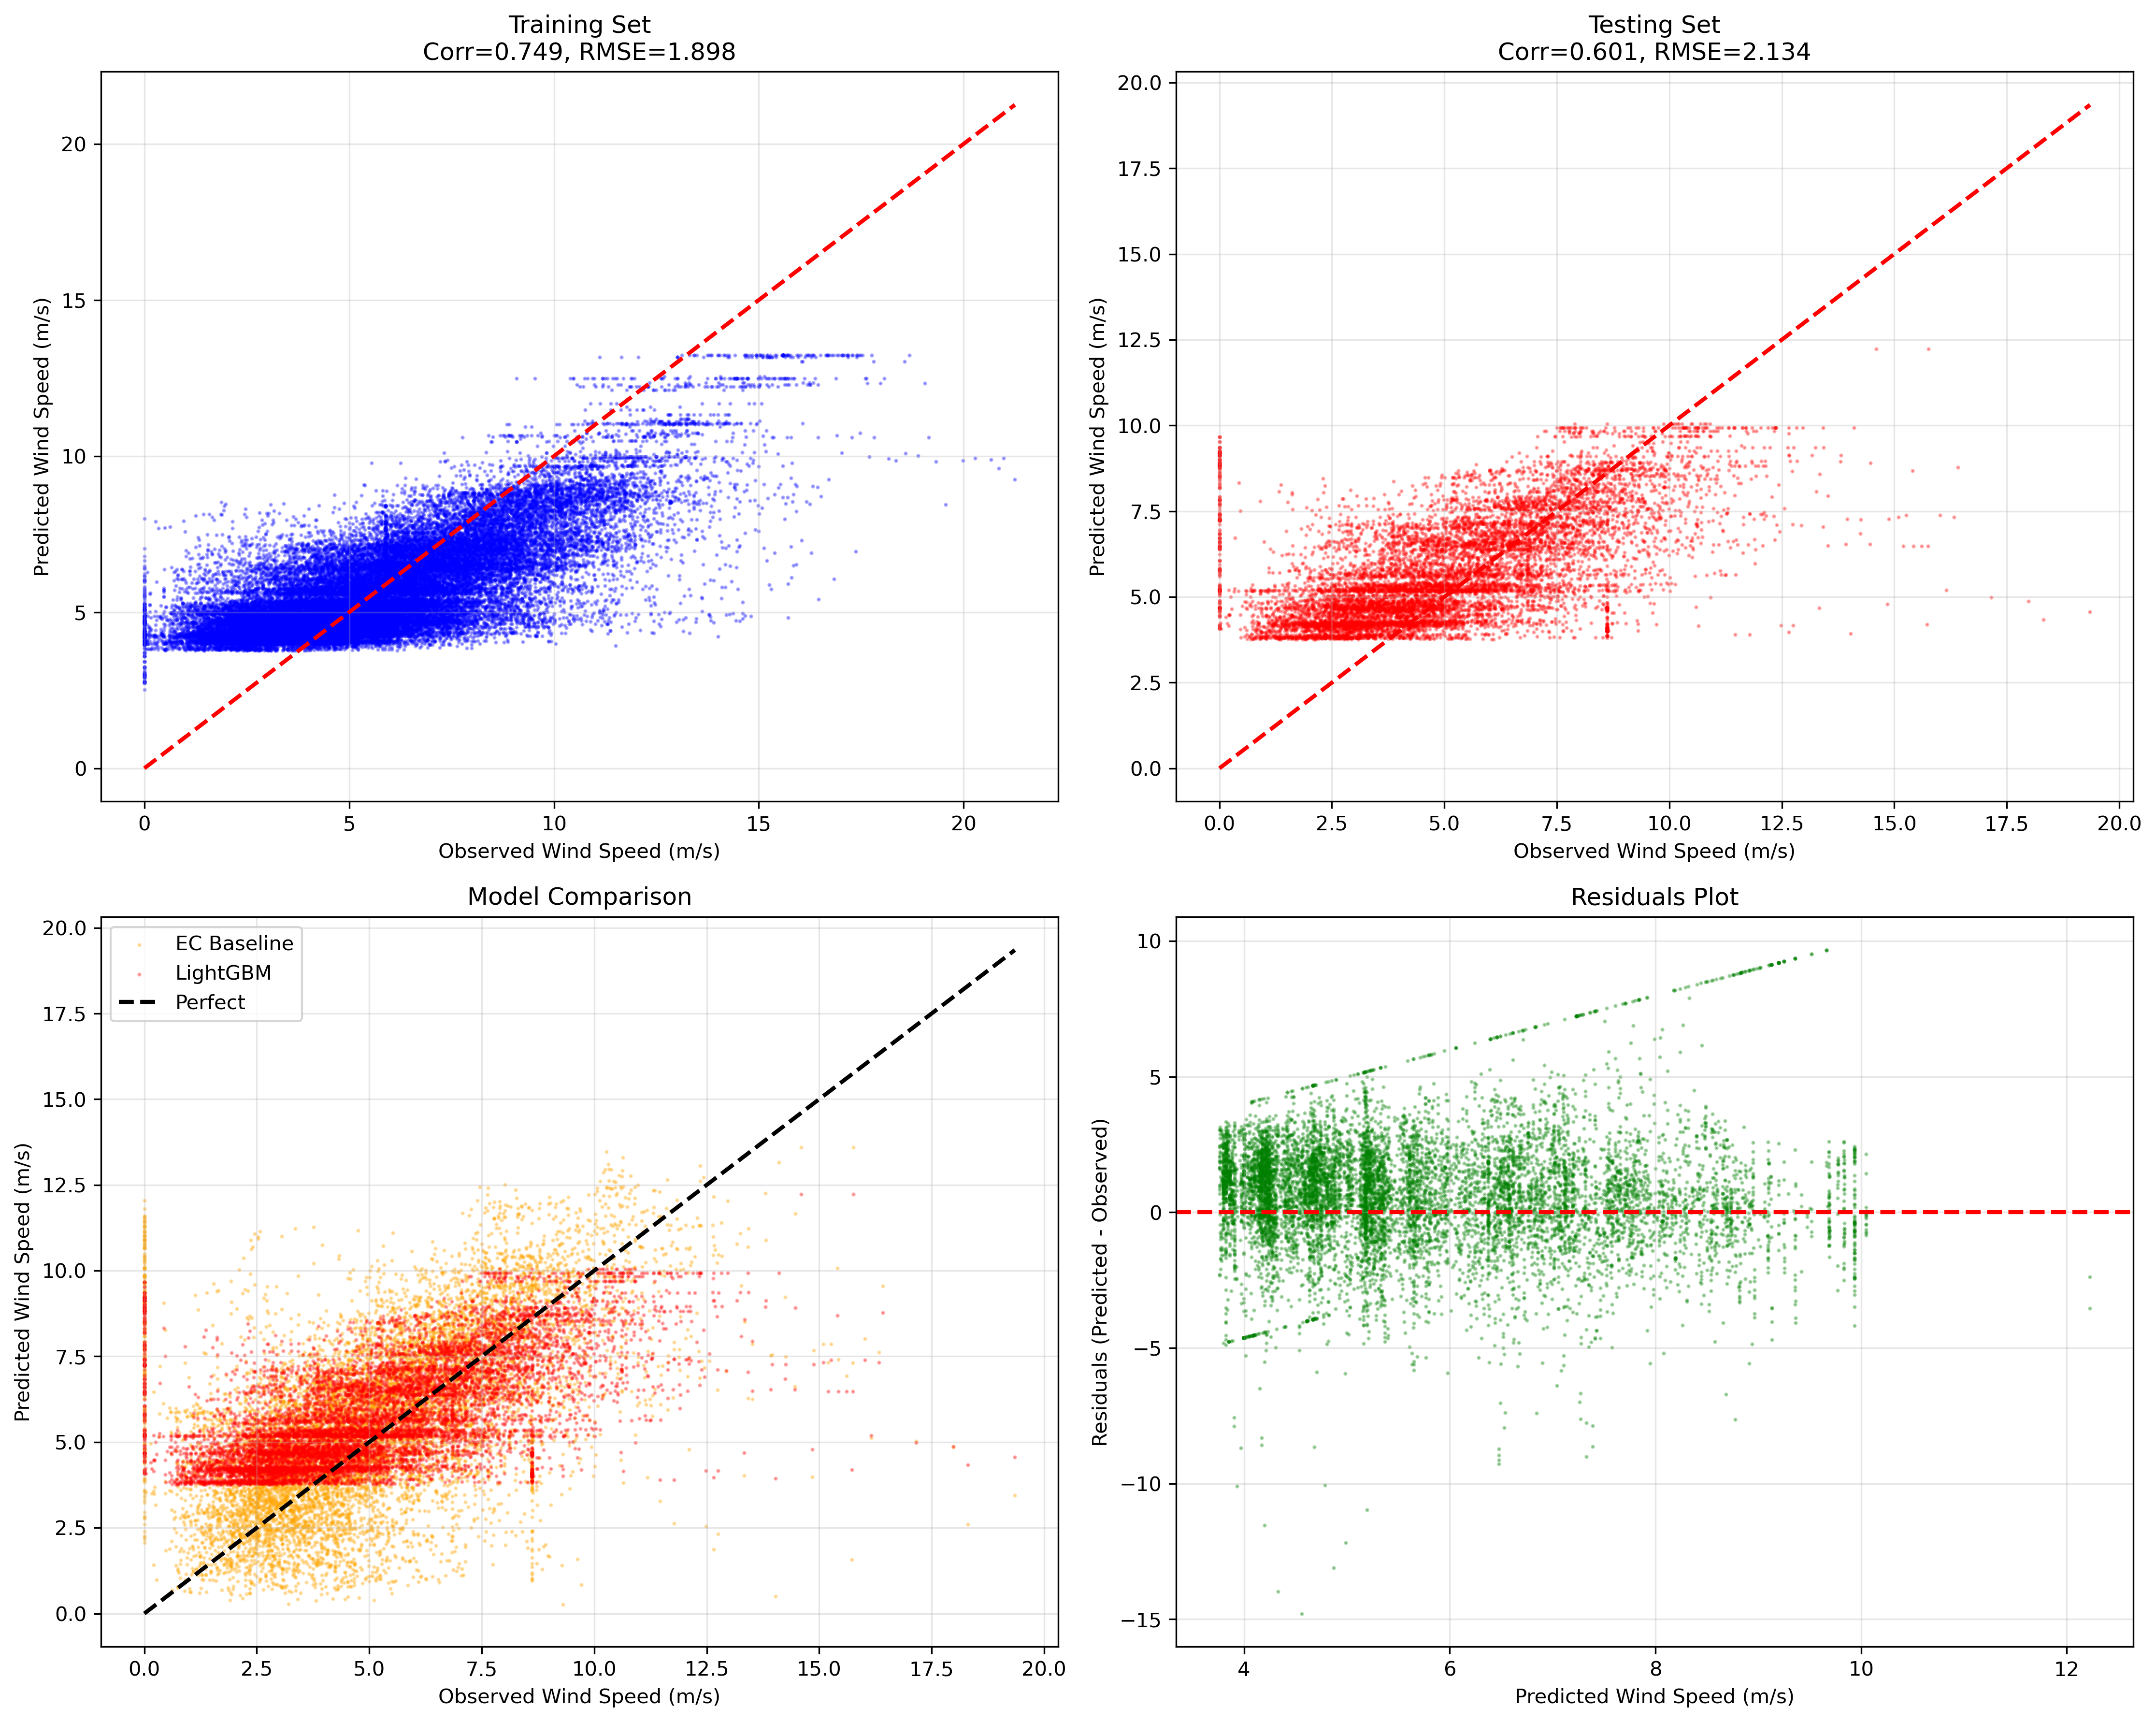 Training Set
Corr=0.749, RMSE=1.898
Predicted Wind Speed (m/s)
20
15
10
5
0
0 5 10 15 20
Observed Wind Speed (m/s)
Testing Set
Corr=0.601, RMSE=2.134
Predicted Wind Speed (m/s)
20.0
17.5
15.0
12.5
10.0
7.5
5.0
2.5
0.0
0.0 2.5 5.0 7.5 10.0 12.5 15.0 17.5 20.0
Observed Wind Speed (m/s)
Model Comparison
EC Baseline
LightGBM
Perfect
Predicted Wind Speed (m/s)
20.0
17.5
15.0
12.5
10.0
7.5
5.0
2.5
0.0
0.0 2.5 5.0 7.5 10.0 12.5 15.0 17.5 20.0
Observed Wind Speed (m/s)
Residuals Plot
Residuals (Predicted - Observed)
10
5
0
−5
−10
−15
4 6 8 10 12
Predicted Wind Speed (m/s)